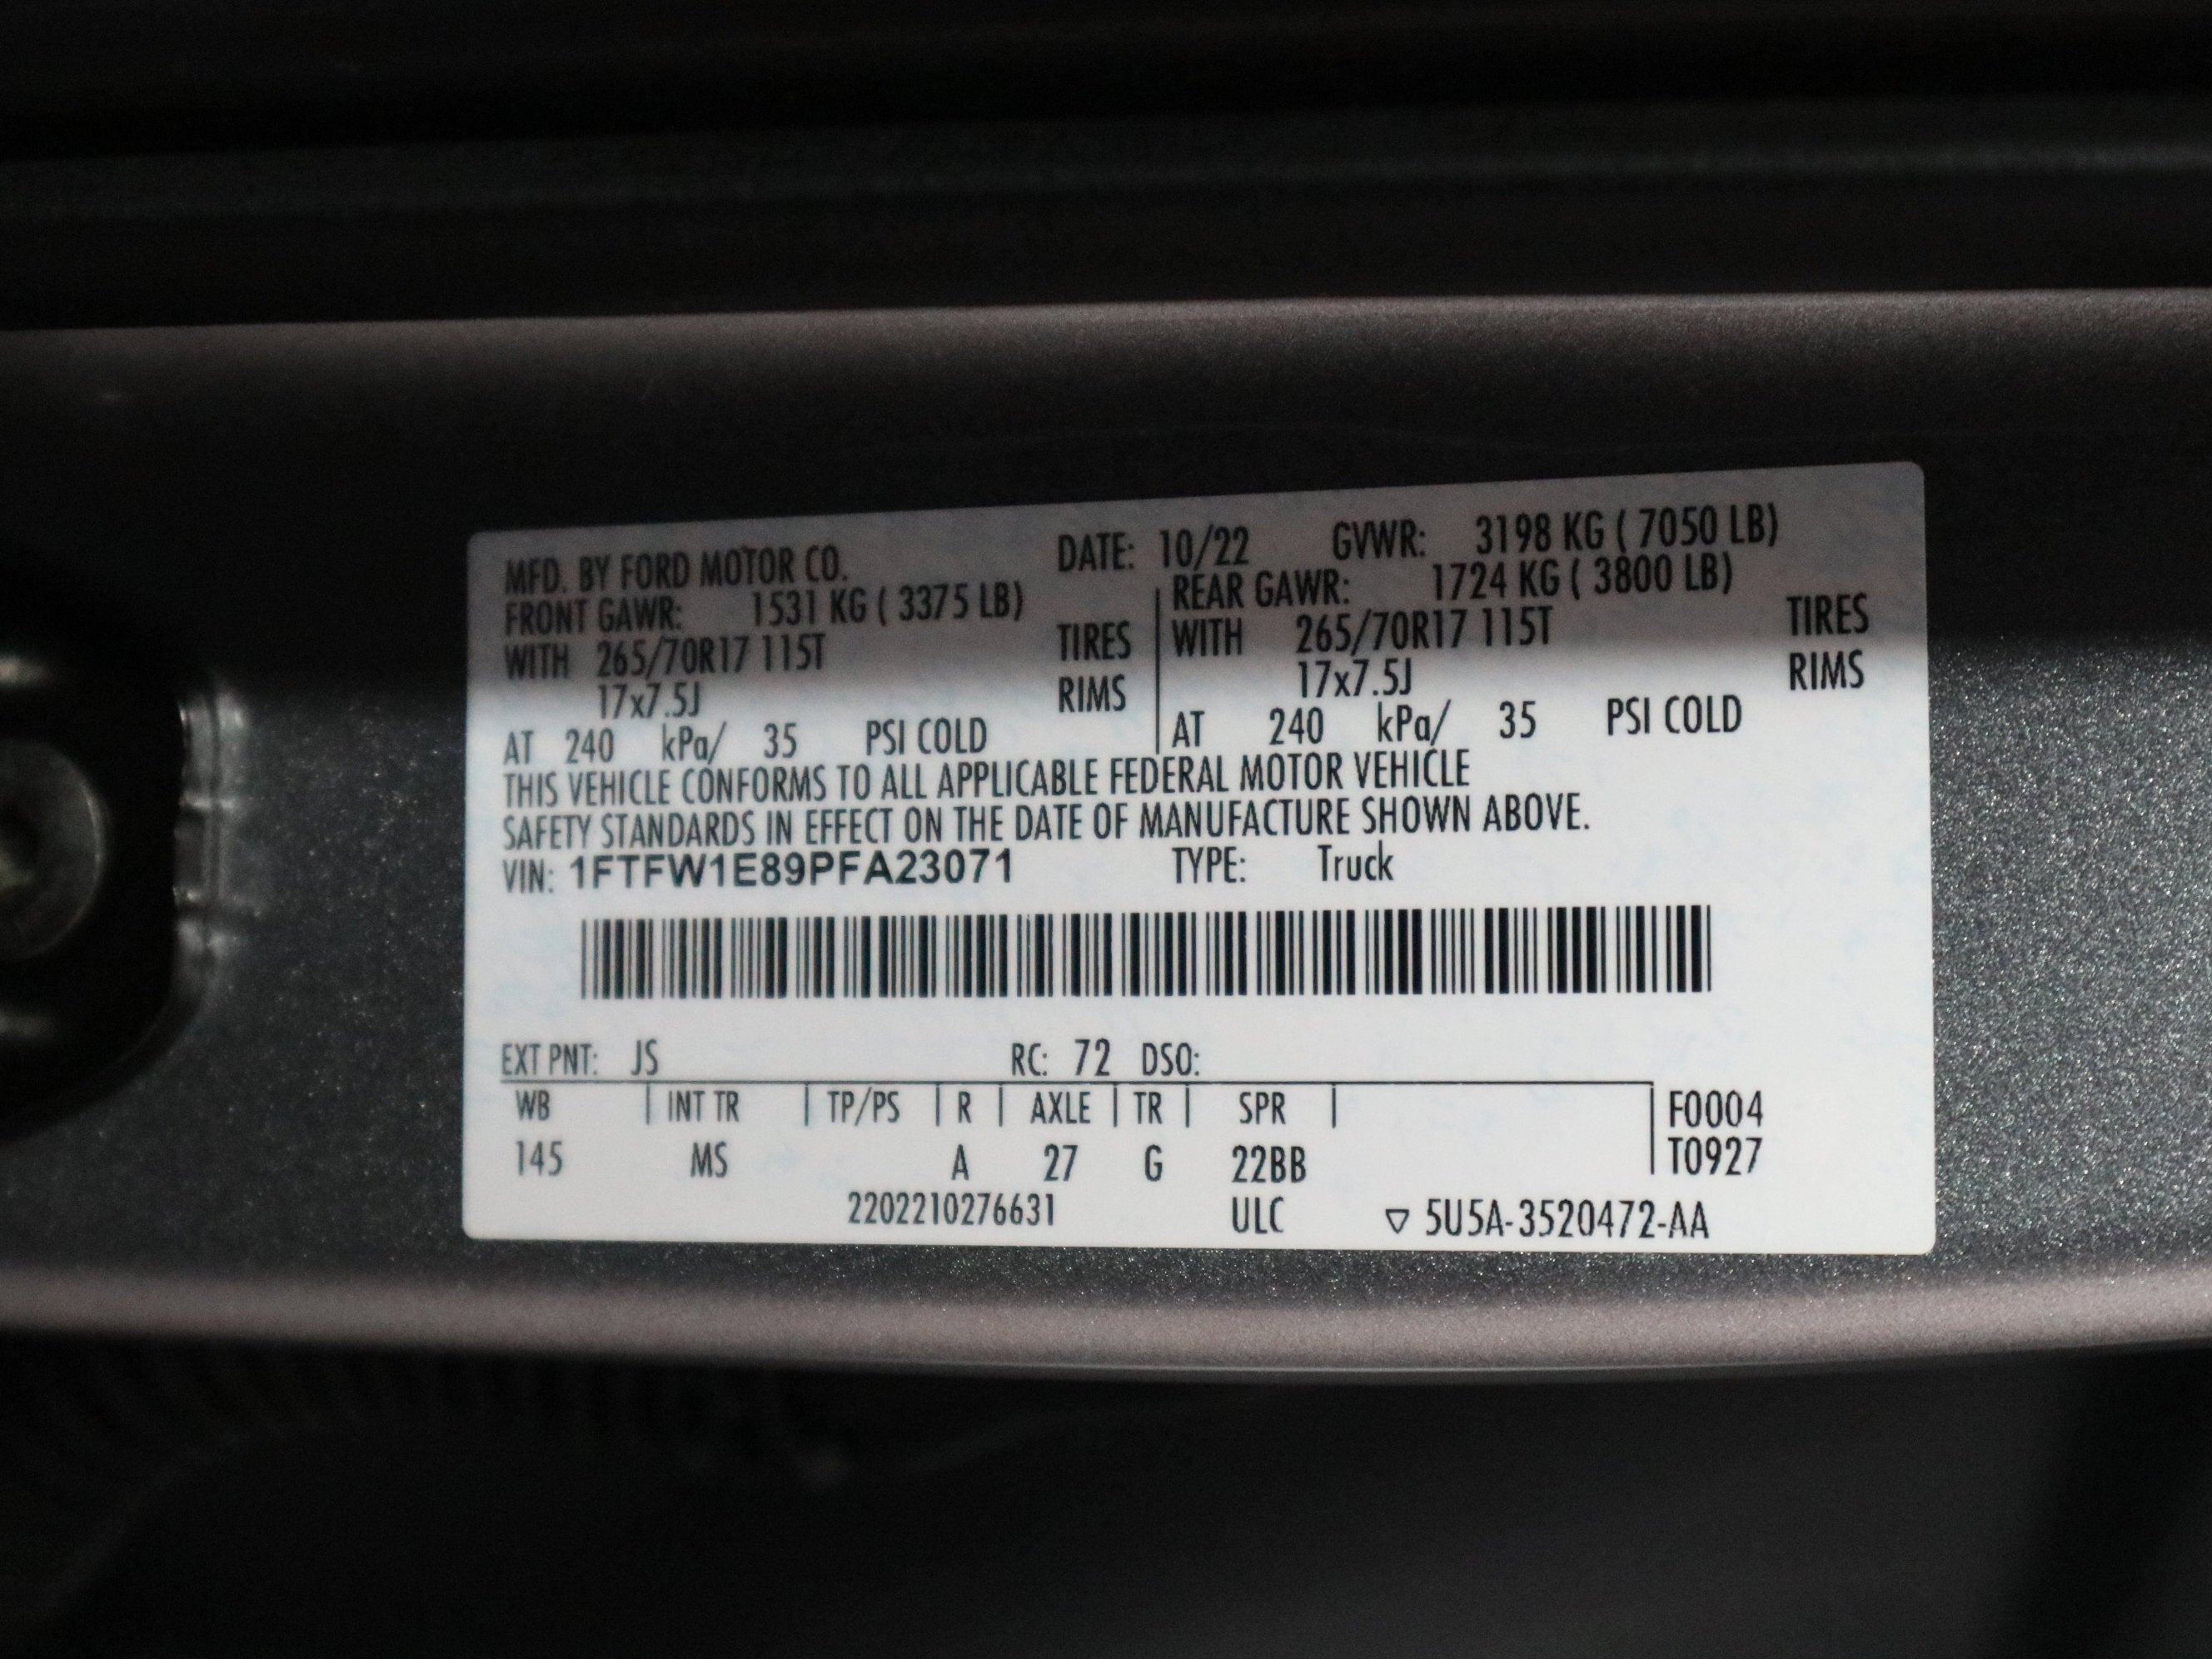 MFD. BY FORD MOTOR CO. DATE: 10/22 GVWR: 3198 KG ( 7050 LB)
FRONT GAWR: 1531 KG ( 3375 LB) REAR GAWR: 1724 KG ( 3800 LB)
WITH 265/70R17 115T TIRES WITH 265/70R17 115T TIRES
17x7.5J RIMS 17x7.5J RIMS
AT 240 kPa/ 35 PSI COLD AT 240 kPa/ 35 PSI COLD
THIS VEHICLE CONFORMS TO ALL APPLICABLE FEDERAL MOTOR VEHICLE
SAFETY STANDARDS IN EFFECT ON THE DATE OF MANUFACTURE SHOWN ABOVE.
VIN: 1FTFW1E89PFA23071 TYPE: Truck
EXT PNT: JS RC: 72 DSO:
WB INT TR TP/PS R AXLE TR SPR F0004
145 MS A 27 G 22BB T0927
2202210276631 ULC ▽ 5U5A-3520472-AA